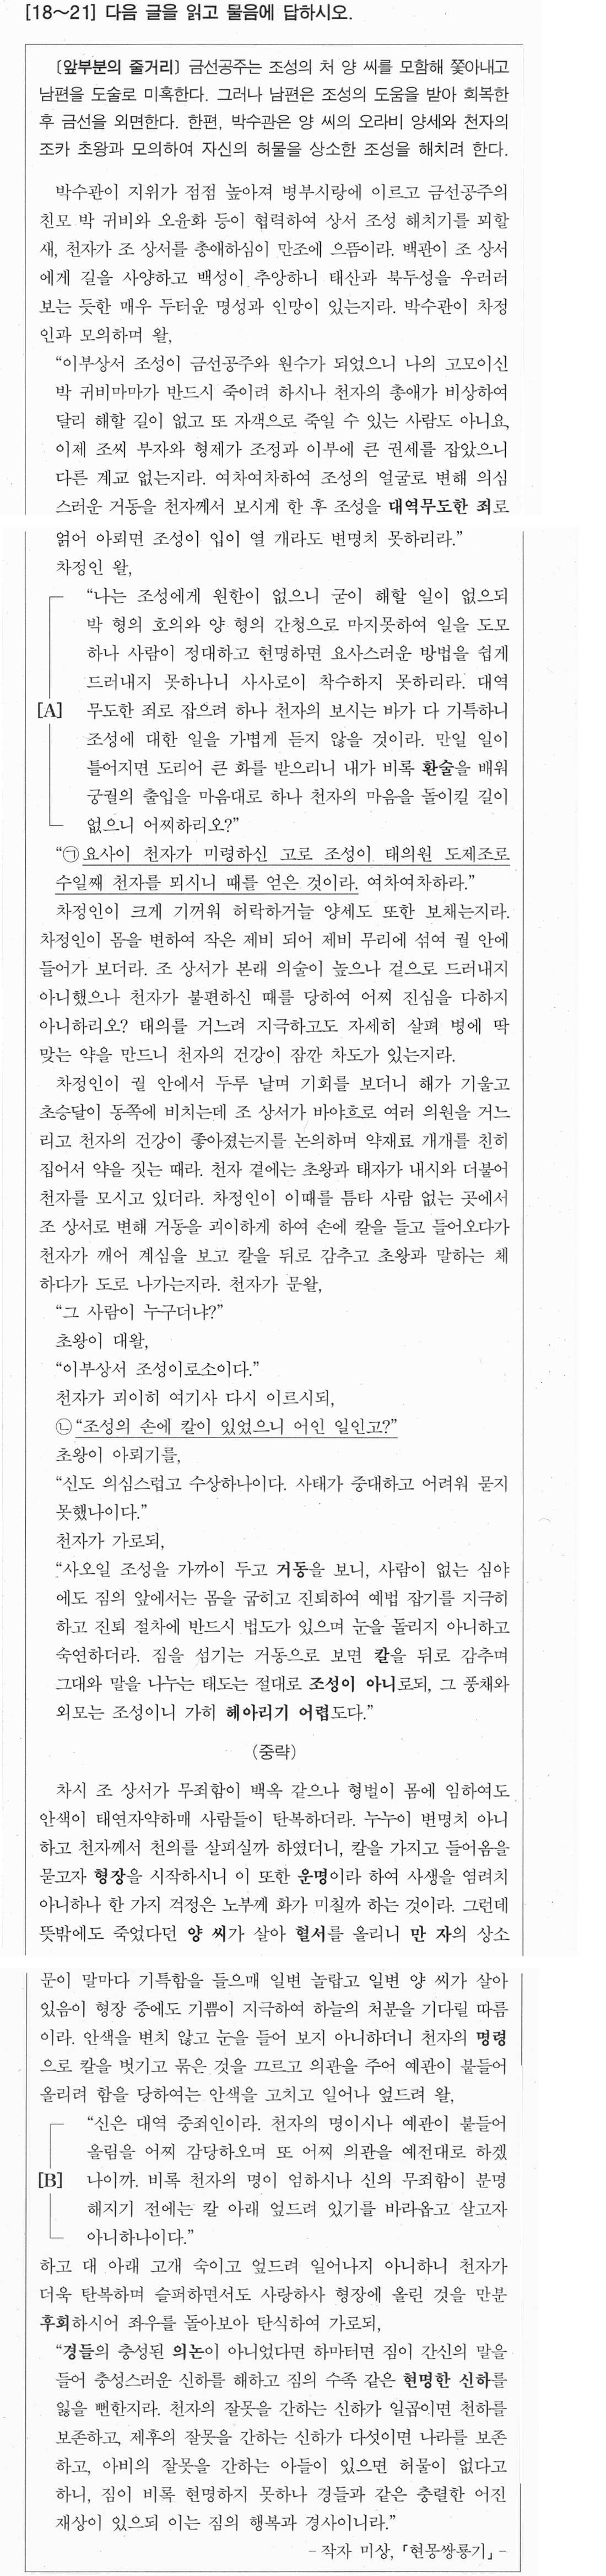 [18~21] 다음 글을 읽고 물음에 답하시오.
[앞부분의 줄거리] 금선공주는 조성의 처 양 씨를 모함해 쫓아내고
남편을 도술로 미혹한다. 그러나 남편은 조성의 도움을 받아 회복한
후 금선을 외면한다. 한편, 박수관은 양 씨의 오라비 양세와 천자의
조카 초왕과 모의하여 자신의 허물을 상소한 조성을 해치려 한다.
박수관이 지위가 점점 높아져 병부시랑에 이르고 금선공주의
친모 박 귀비와 오윤화 등이 협력하여 상서 조성 해치기를 꾀할
새, 천자가 조 상서를 총애하심이 만조에 으뜸이라. 백관이 조 상서
에게 길을 사양하고 백성이 추앙하니 태산과 북두성을 우러러
보는 듯한 매우 두터운 명성과 인망이 있는지라. 박수관이 차정
인과 모의하며 왈,
“이부상서 조성이 금선공주와 원수가 되었으니 나의 고모이신
박 귀비마마가 반드시 죽이려 하시나 천자의 총애가 비상하여
달리 해할 길이 없고 또 자객으로 죽일 수 있는 사람도 아니요,
이제 조씨 부자와 형제가 조정과 이부에 큰 권세를 잡았으니
다른 계교 없는지라. 여차여차하여 조성의 얼굴로 변해 의심
스러운 거동을 천자께서 보시게 한 후 조성을 대역무도한 죄로
얽어 아뢰면 조성이 입이 열 개라도 변명치 못하리라.”
차정인 왈,
“나는 조성에게 원한이 없으니 굳이 해할 일이 없으되
박 형의 호의와 양 형의 간청으로 마지못하여 일을 도모
하나 사람이 정대하고 현명하면 요사스러운 방법을 쉽게
드러내지 못하나니 사사로이 착수하지 못하리라. 대역
[A] 무도한 죄로 잡으려 하나 천자의 보시는 바가 다 기특하니
조성에 대한 일을 가볍게 듣지 않을 것이라. 만일 일이
틀어지면 도리어 큰 화를 받으리니 내가 비록 환술을 배워
궁궐의 출입을 마음대로 하나 천자의 마음을 돌이킬 길이
없으니 어찌하리오?”
“㉠요사이 천자가 미령하신 고로 조성이 태의원 도제조로
수일째 천자를 뫼시니 때를 얻은 것이라. 여차여차하라.”
차정인이 크게 기꺼워 허락하거늘 양세도 또한 보채는지라.
차정인이 몸을 변하여 작은 제비 되어 제비 무리에 섞여 궐 안에
들어가 보더라. 조 상서가 본래 의술이 높으나 겉으로 드러내지
아니했으나 천자가 불편하신 때를 당하여 어찌 진심을 다하지
아니하리오? 태의를 거느려 지극하고도 자세히 살펴 병에 딱
맞는 약을 만드니 천자의 건강이 잠깐 차도가 있는지라.
차정인이 궐 안에서 두루 날며 기회를 보더니 해가 기울고
초승달이 동쪽에 비치는데 조 상서가 바야흐로 여러 의원을 거느
리고 천자의 건강이 좋아졌는지를 논의하며 약재료 개개를 친히
집어서 약을 짓는 때라. 천자 곁에는 초왕과 태자가 내시와 더불어
천자를 모시고 있더라. 차정인이 이때를 틈타 사람 없는 곳에서
조 상서로 변해 거동을 괴이하게 하여 손에 칼을 들고 들어오다가
천자가 깨어 계심을 보고 칼을 뒤로 감추고 초왕과 말하는 체
하다가 도로 나가는지라. 천자가 문왈,
“그 사람이 누구더냐?”
초왕이 대왈,
“이부상서 조성이로소이다.”
천자가 괴이히 여기사 다시 이르시되,
㉡“조성의 손에 칼이 있었으니 어인 일인고?”
초왕이 아뢰기를,
“신도 의심스럽고 수상하나이다. 사태가 중대하고 어려워 묻지
못했나이다.”
천자가 가로되,
“사오일 조성을 가까이 두고 거동을 보니, 사람이 없는 심야
에도 짐의 앞에서는 몸을 굽히고 진퇴하여 예법 잡기를 지극히
하고 진퇴 절차에 반드시 법도가 있으며 눈을 돌리지 아니하고
숙연하더라. 짐을 섬기는 거동으로 보면 칼을 뒤로 감추며
그대와 말을 나누는 태도는 절대로 조성이 아니로되, 그 풍채와
외모는 조성이니 가히 헤아리기 어렵도다.”
(중략)
차시 조 상서가 무죄함이 백옥 같으나 형벌이 몸에 임하여도
안색이 태연자약하매 사람들이 탄복하더라. 누누이 변명치 아니
하고 천자께서 천의를 살피실까 하였더니, 칼을 가지고 들어옴을
묻고자 형장을 시작하시니 이 또한 운명이라 하여 사생을 염려치
아니하나 한 가지 걱정은 노부께 화가 미칠까 하는 것이라. 그런데
뜻밖에도 죽었다던 양 씨가 살아 혈서를 올리니 만 자의 상소
문이 말마다 기특함을 들으매 일변 놀랍고 일변 양 씨가 살아
있음이 형장 중에도 기쁨이 지극하여 하늘의 처분을 기다릴 따름
이라. 안색을 변치 않고 눈을 들어 보지 아니하더니 천자의 명령
으로 칼을 벗기고 묶은 것을 끄르고 의관을 주어 예관이 붙들어
올리려 함을 당하여는 안색을 고치고 일어나 엎드려 왈,
“신은 대역 중죄인이라. 천자의 명이시나 예관이 붙들어
올림을 어찌 감당하오며 또 어찌 의관을 예전대로 하겠
[B] 나이까. 비록 천자의 명이 엄하시나 신의 무죄함이 분명
해지기 전에는 칼 아래 엎드려 있기를 바라옵고 살고자
아니하나이다.”
하고 대 아래 고개 숙이고 엎드려 일어나지 아니하니 천자가
더욱 탄복하며 슬퍼하면서도 사랑하사 형장에 올린 것을 만분
후회하시어 좌우를 돌아보아 탄식하여 가로되,
“경들의 충성된 의논이 아니었다면 하마터면 짐이 간신의 말을
들어 충성스러운 신하를 해하고 짐의 수족 같은 현명한 신하를
잃을 뻔한지라. 천자의 잘못을 간하는 신하가 일곱이면 천하를
보존하고, 제후의 잘못을 간하는 신하가 다섯이면 나라를 보존
하고, 아비의 잘못을 간하는 아들이 있으면 허물이 없다고
하니, 짐이 비록 현명하지 못하나 경들과 같은 충렬한 어진
재상이 있으되 이는 짐의 행복과 경사이니라.”
- 작자 미상, 「현몽쌍룡기」 -